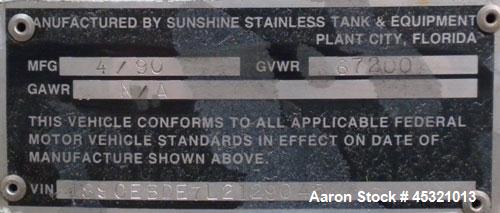 MANUFACTURED BY SUNSHINE STAINLESS TANK & EQUIPMENT
PLANT CITY, FLORIDA
MFG 4/90 GVWR 67200
GAWR N/A
THIS VEHICLE CONFORMS TO ALL APPLICABLE FEDERAL
MOTOR VEHICLE STANDARDS IN EFFECT ON DATE OF
MANUFACTURE SHOWN ABOVE.
VIN
Aaron Stock # 45321013